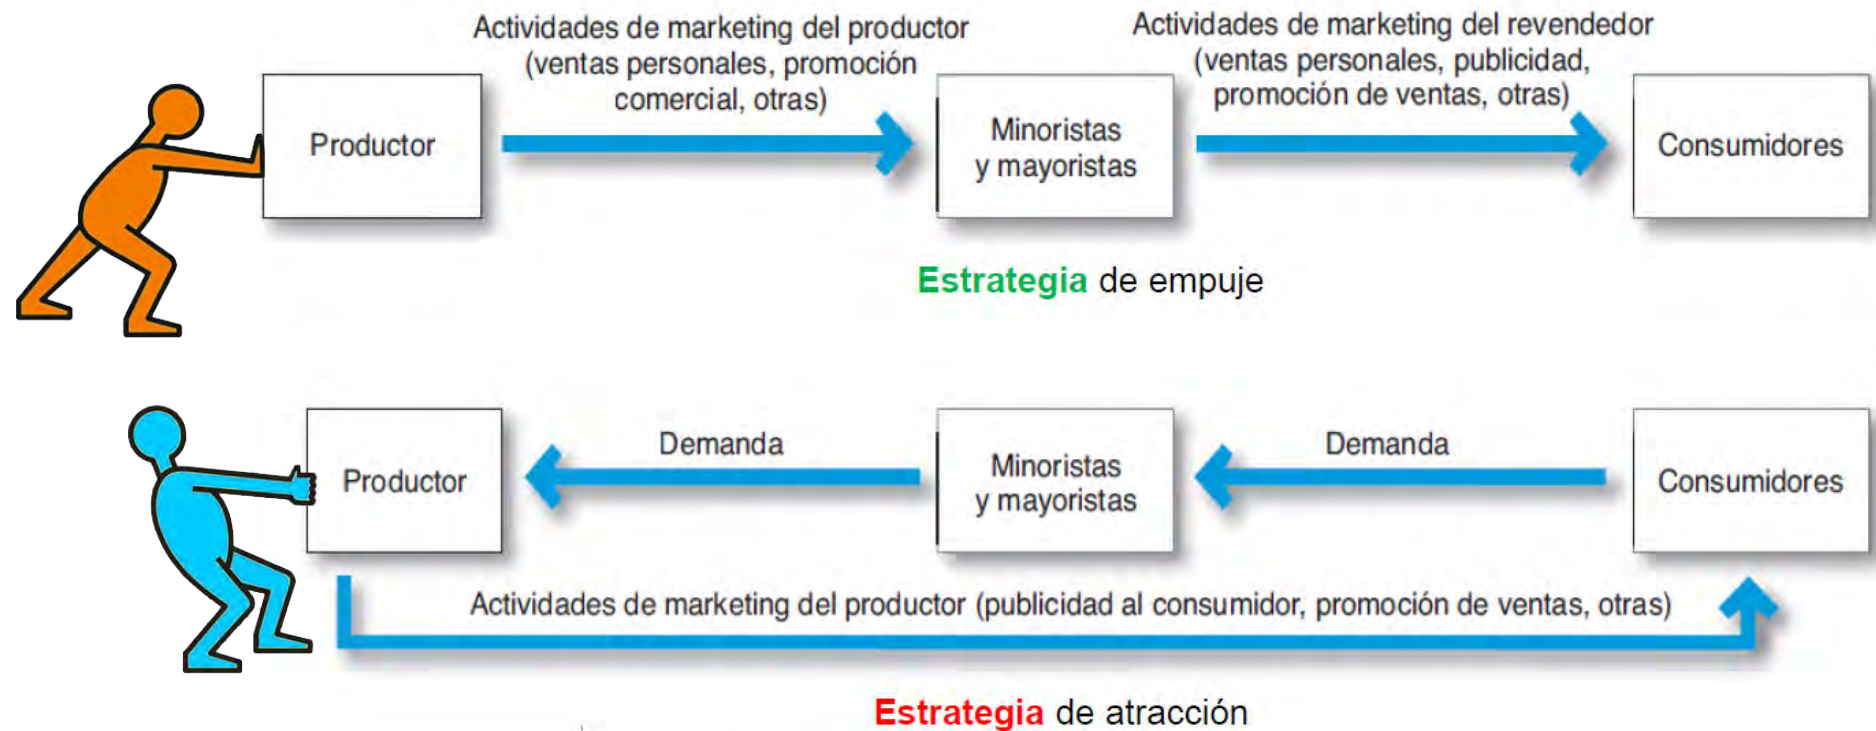 Actividades de marketing del productor
(ventas personales, promoción
comercial, otras)
Actividades de marketing del revendedor
(ventas personales, publicidad,
promoción de ventas, otras)
Productor
Minoristas
y mayoristas
Consumidores
Estrategia de empuje
Productor
Demanda
Minoristas
y mayoristas
Demanda
Consumidores
Actividades de marketing del productor (publicidad al consumidor, promoción de ventas, otras)
Estrategia de atracción